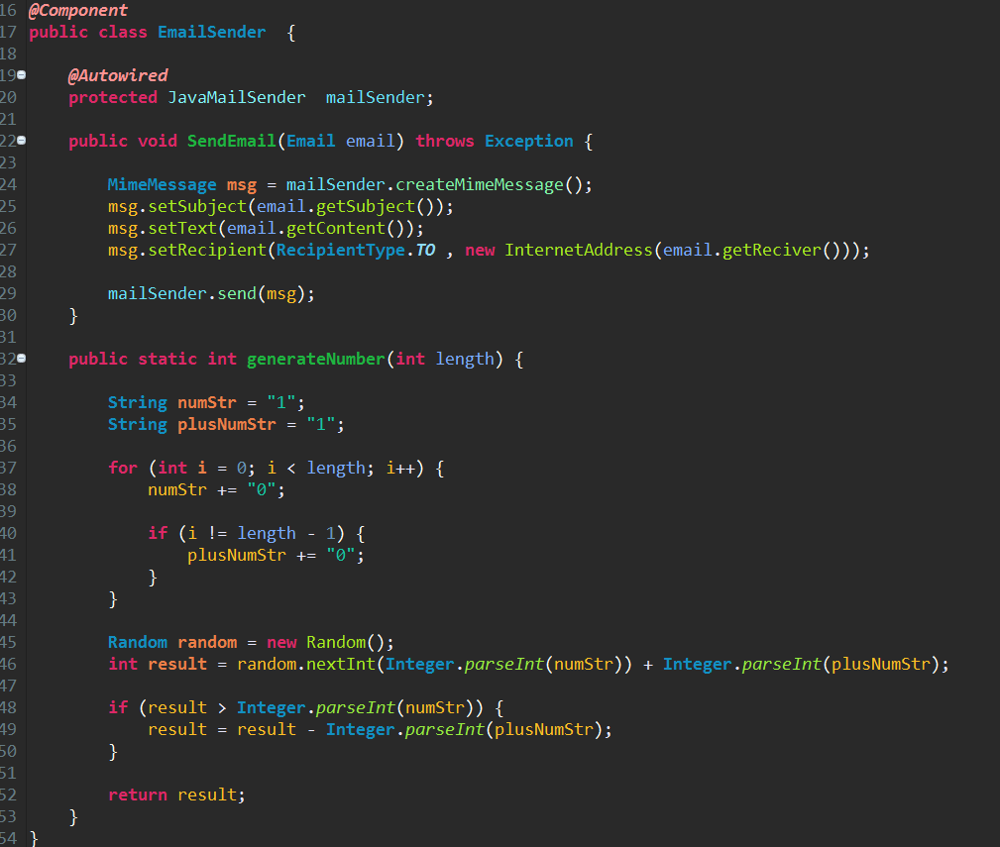 16 @Component
17 public class EmailSender  {
18
19     @Autowired
20     protected JavaMailSender  mailSender;
21
22     public void SendEmail(Email email) throws Exception {
23
24         MimeMessage msg = mailSender.createMimeMessage();
25         msg.setSubject(email.getSubject());
26         msg.setText(email.getContent());
27         msg.setRecipient(RecipientType.TO , new InternetAddress(email.getReciver()));
28
29         mailSender.send(msg);
30     }
31
32     public static int generateNumber(int length) {
33
34         String numStr = "1";
35         String plusNumStr = "1";
36
37         for (int i = 0; i < length; i++) {
38             numStr += "0";
39
40             if (i != length - 1) {
41                 plusNumStr += "0";
42             }
43         }
44
45         Random random = new Random();
46         int result = random.nextInt(Integer.parseInt(numStr)) + Integer.parseInt(plusNumStr);
47
48         if (result > Integer.parseInt(numStr)) {
49             result = result - Integer.parseInt(plusNumStr);
50         }
51
52         return result;
53     }
54 }